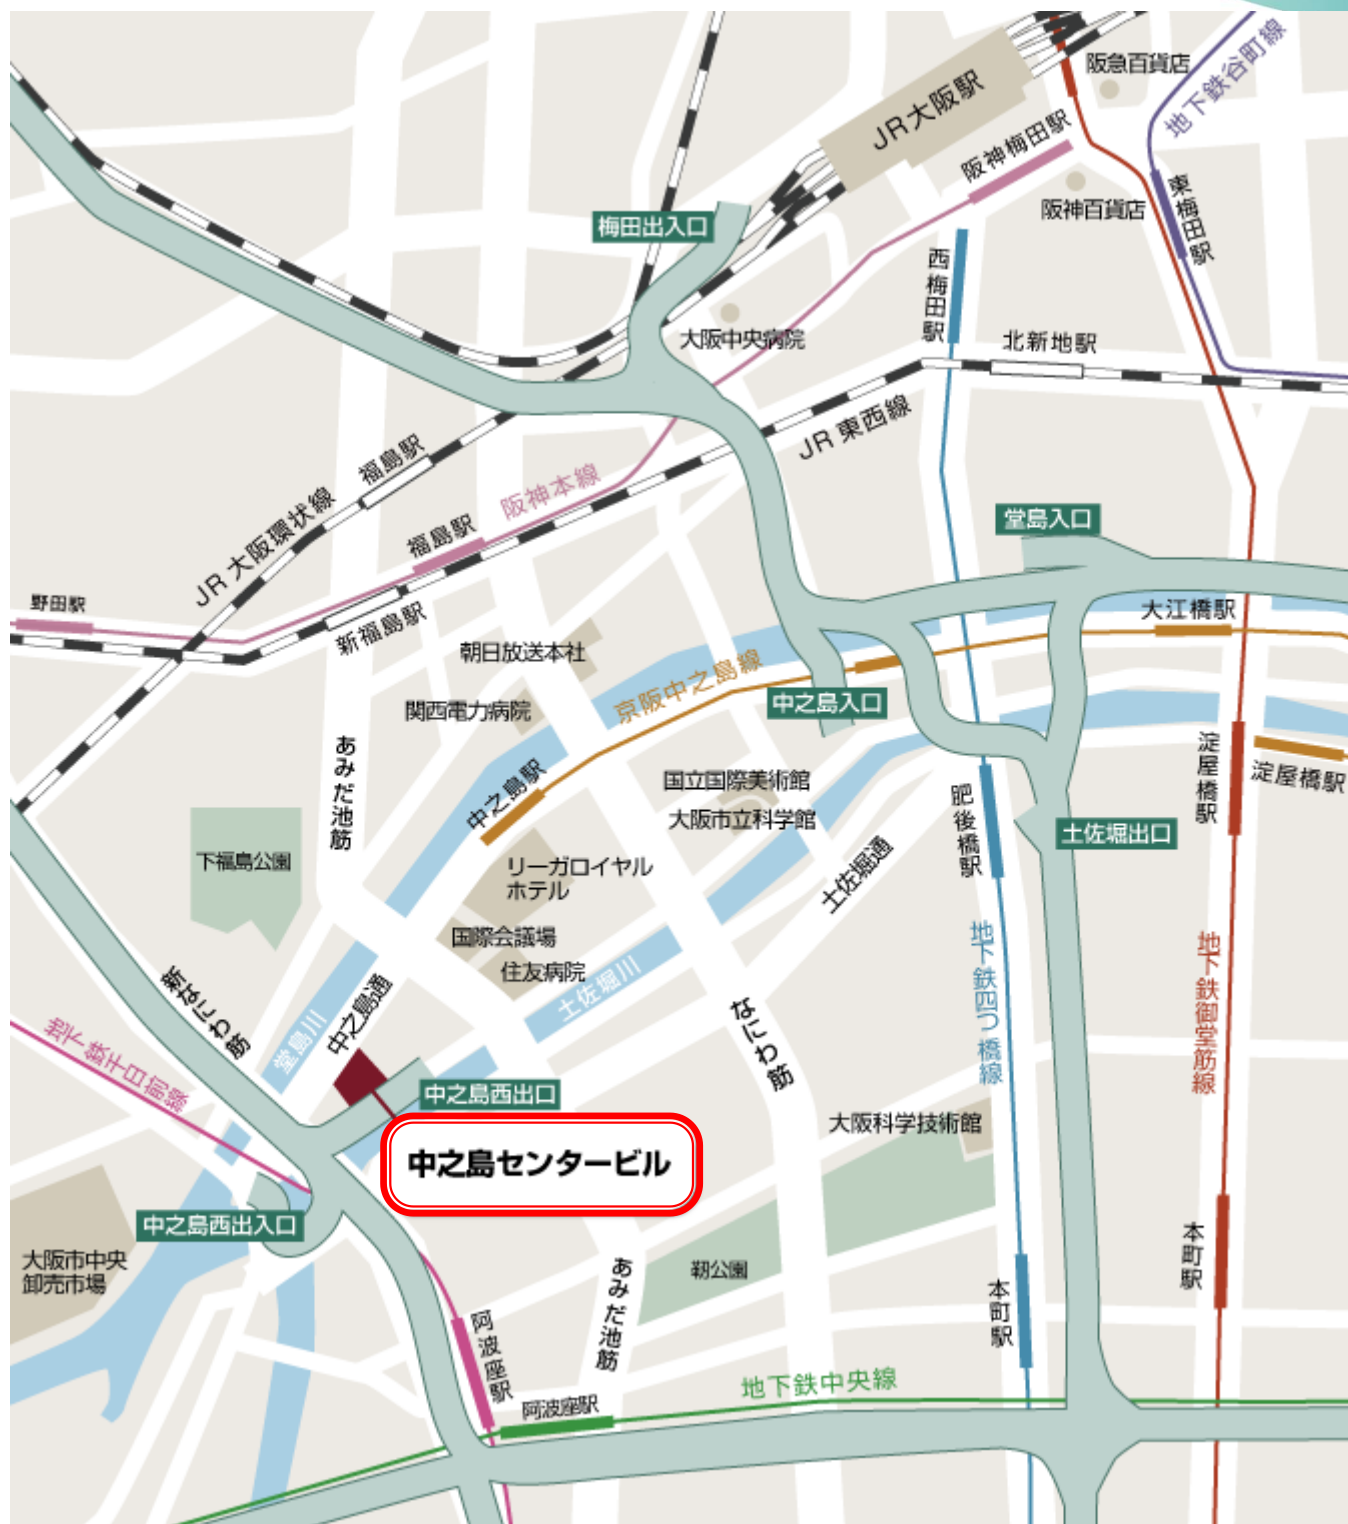 阪急百貨店
地下鉄谷町線
JR大阪駅
阪神梅田駅
東梅田駅
阪神百貨店
梅田出入口
西梅田駅
大阪中央病院
北新地駅
JR東西線
福島駅
阪神本線
JR大阪環状線
福島駅
堂島入口
野田駅
新福島駅
大江橋駅
朝日放送本社
京阪中之島線
関西電力病院
中之島入口
あみだ池筋
淀屋橋駅
淀屋橋駅
中之島駅
国立国際美術館
大阪市立科学館
肥後橋駅
土佐堀出口
下福島公園
リーガロイヤル
ホテル
土佐堀通
国際会議場
住友病院
地下鉄四つ橋線
地下鉄御堂筋線
新なにわ筋
中之島通
土佐堀川
堂島川
なにわ筋
地下鉄千日前線
中之島西出口
大阪科学技術館
中之島センタービル
中之島西出入口
大阪市中央
卸売市場
靭公園
あみだ池筋
本町駅
本町駅
阿波座駅
地下鉄中央線
阿波座駅